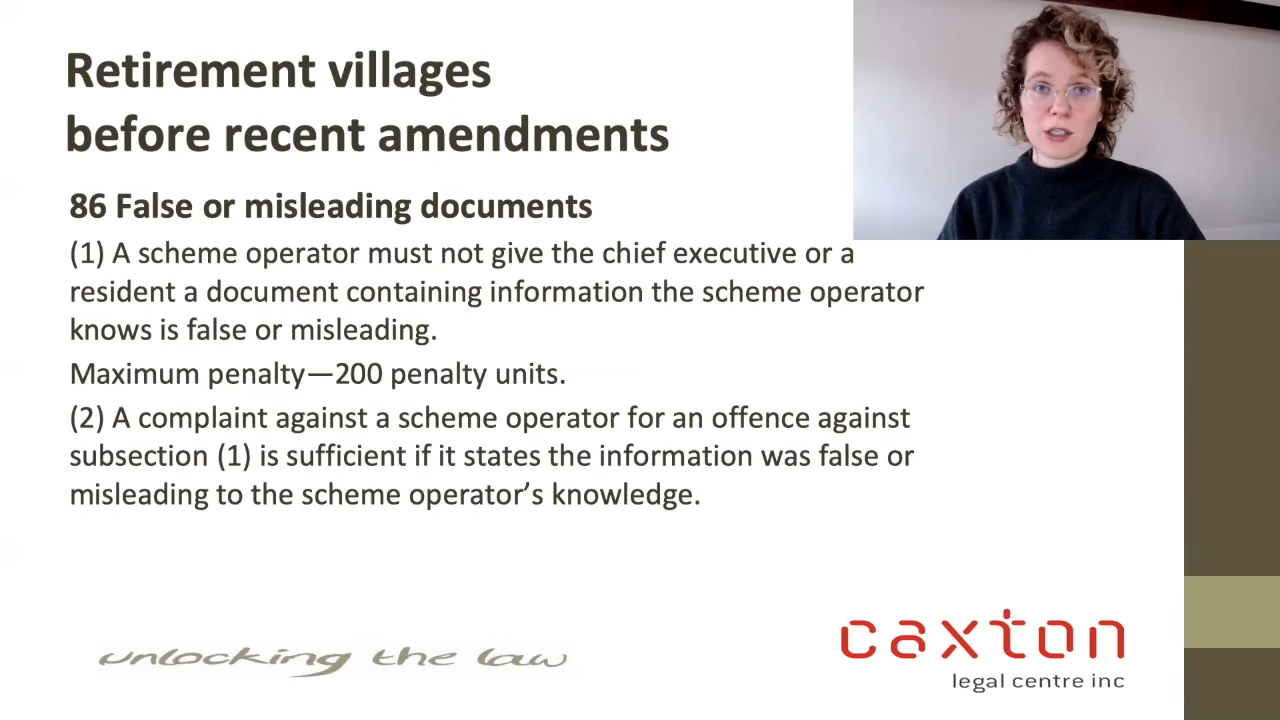 Retirement villages
before recent amendments
86 False or misleading documents
(1) A scheme operator must not give the chief executive or a
resident a document containing information the scheme operator
knows is false or misleading.
Maximum penalty—200 penalty units.
(2) A complaint against a scheme operator for an offence against
subsection (1) is sufficient if it states the information was false or
misleading to the scheme operator’s knowledge.
unlocking the law
caxton
legal centre inc